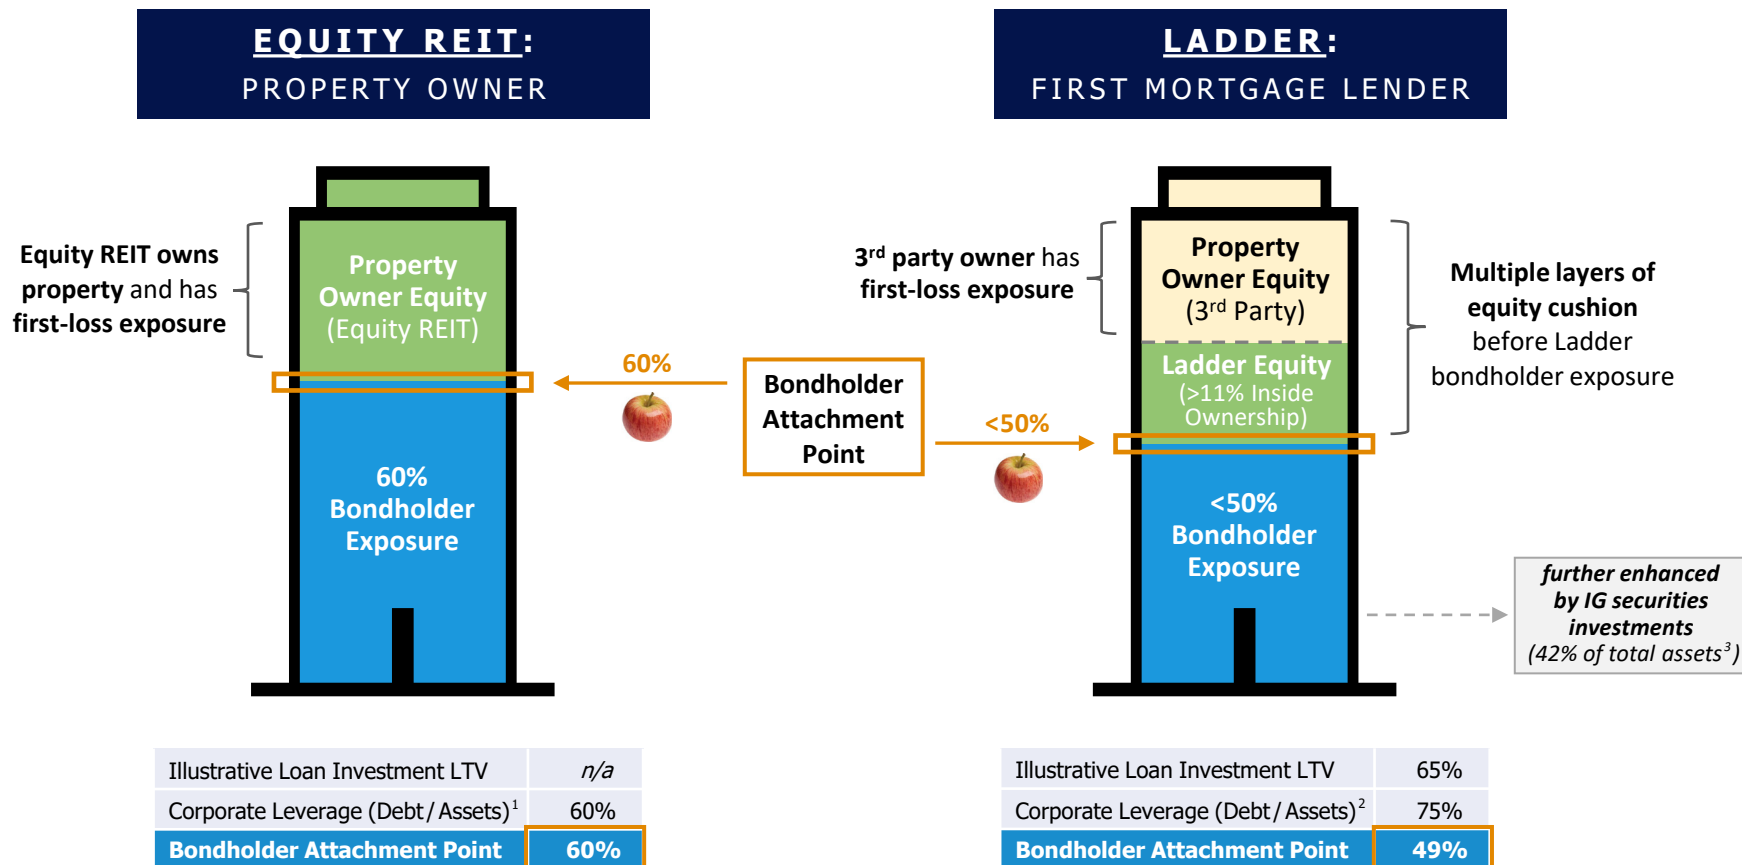 EQUITY REIT:
PROPERTY OWNER
LADDER:
FIRST MORTGAGE LENDER
Equity REIT owns
property and has
first-loss exposure
Property
Owner Equity
(Equity REIT)
60%
Bondholder
Exposure
60%
Bondholder
Attachment
Point
<50%
3rd party owner has
first-loss exposure
Property
Owner Equity
(3rd Party)
Ladder Equity
(>11% Inside
Ownership)
<50%
Bondholder
Exposure
Multiple layers of
equity cushion
before Ladder
bondholder exposure
further enhanced
by IG securities
investments
(42% of total assets3)
Illustrative Loan Investment LTV n/a
Corporate Leverage (Debt/Assets)1 60%
Bondholder Attachment Point 60%
Illustrative Loan Investment LTV 65%
Corporate Leverage (Debt/Assets)2 75%
Bondholder Attachment Point 49%